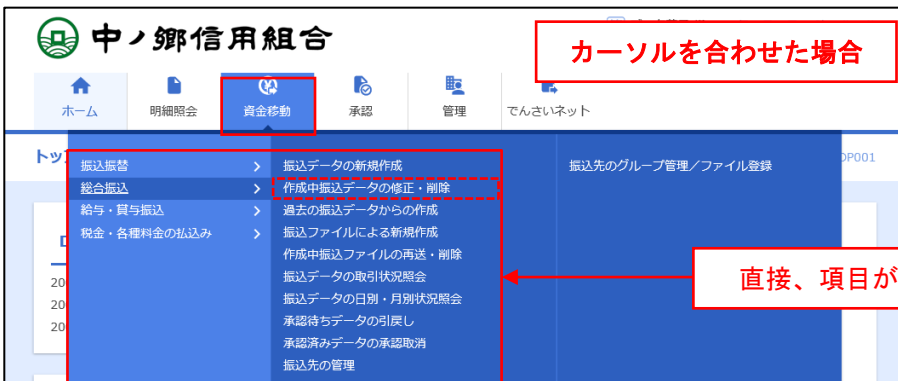 中ノ郷信用組合
カーソルを合わせた場合
ホーム
明細照会
資金移動
承認
管理
でんさいネット
トッ
DP001
振込振替
総合振込
給与・賞与振込
税金・各種料金の払込み
振込データの新規作成
作成中振込データの修正・削除
過去の振込データからの作成
振込ファイルによる新規作成
作成中振込ファイルの再送・削除
振込データの取引状況照会
振込データの日別・月別状況照会
承認待ちデータの引戻し
承認済みデータの承認取消
振込先の管理
振込先のグループ管理／ファイル登録
20
20
20
直接、項目が